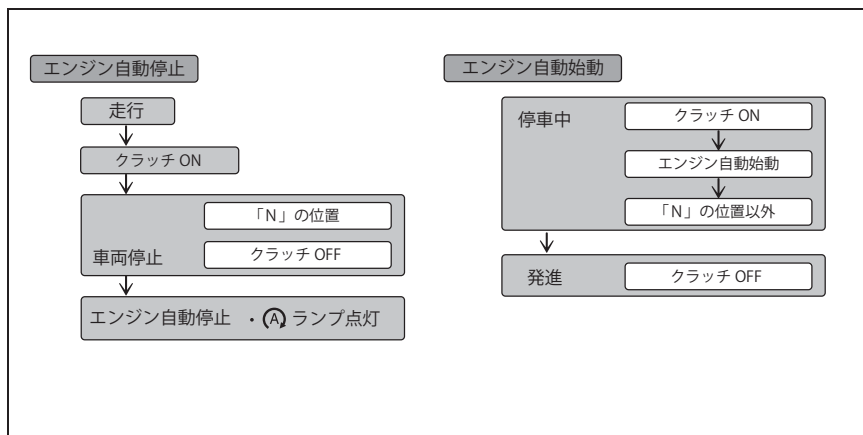 エンジン自動停止
走行
クラッチ ON
「N」の位置
車両停止
クラッチ OFF
エンジン自動停止 ・Ⓐ ランプ点灯
エンジン自動始動
停車中
クラッチ ON
エンジン自動始動
「N」の位置以外
発進
クラッチ OFF